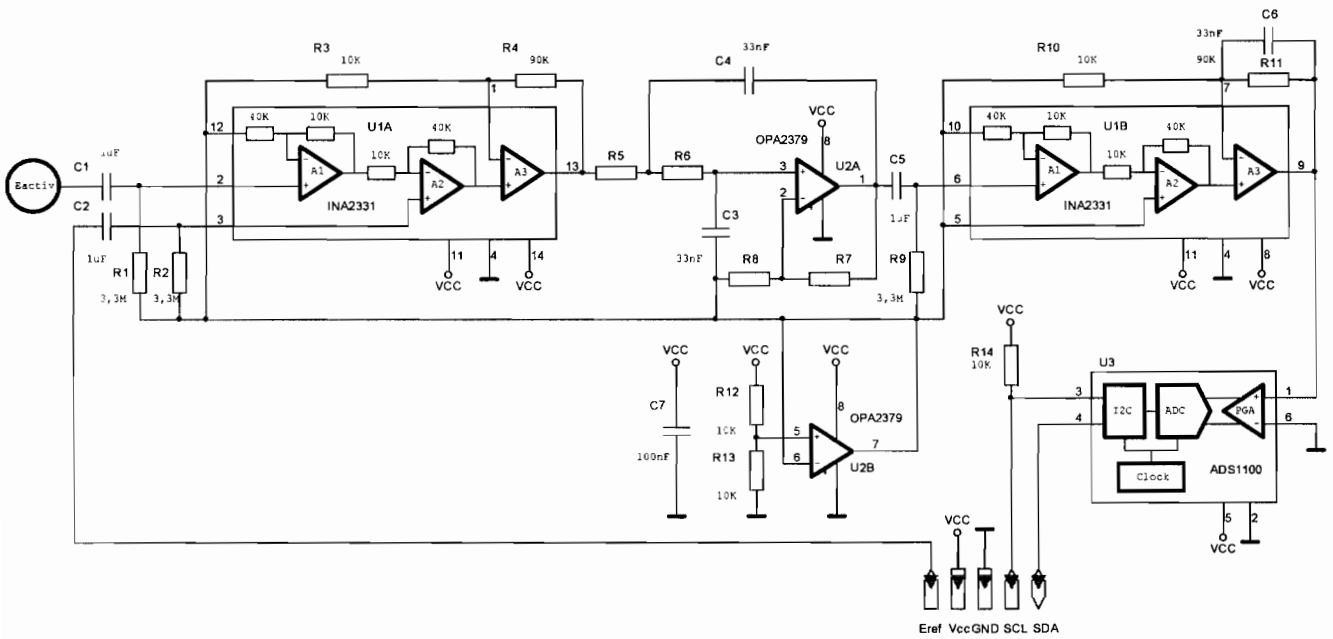 C6
33nF
R3
10K
R4
90K
33nF
C4
R10
10K
90K
R11
1
7
VCC
40K
10K
U1A
40K
12
OPA2379
8
40K
10K
U1B
40K
10
10K
13
R5
R6
3
U2A
C5
10K
9
C1
1uF
A1
A2
A3
2
1
6
A1
A2
A3
Eactiv
C2
INA2331
2
1uF
INA2331
3
5
C3
1uF
R1
R2
11
4
14
33nF
R8
R7
R9
11
4
8
VCC
VCC
VCC
VCC
3,3M
3,3M
3,3M
VCC
VCC
VCC
VCC
R14
10K
U3
R12
8
3
1
C7
OPA2379
4
I2C
ADC
PGA
6
10K
5
7
R13
6
100nF
U2B
ADS1100
Clock
10K
VCC
5
2
VCC
Eref
Vcc
GND
SCL
SDA